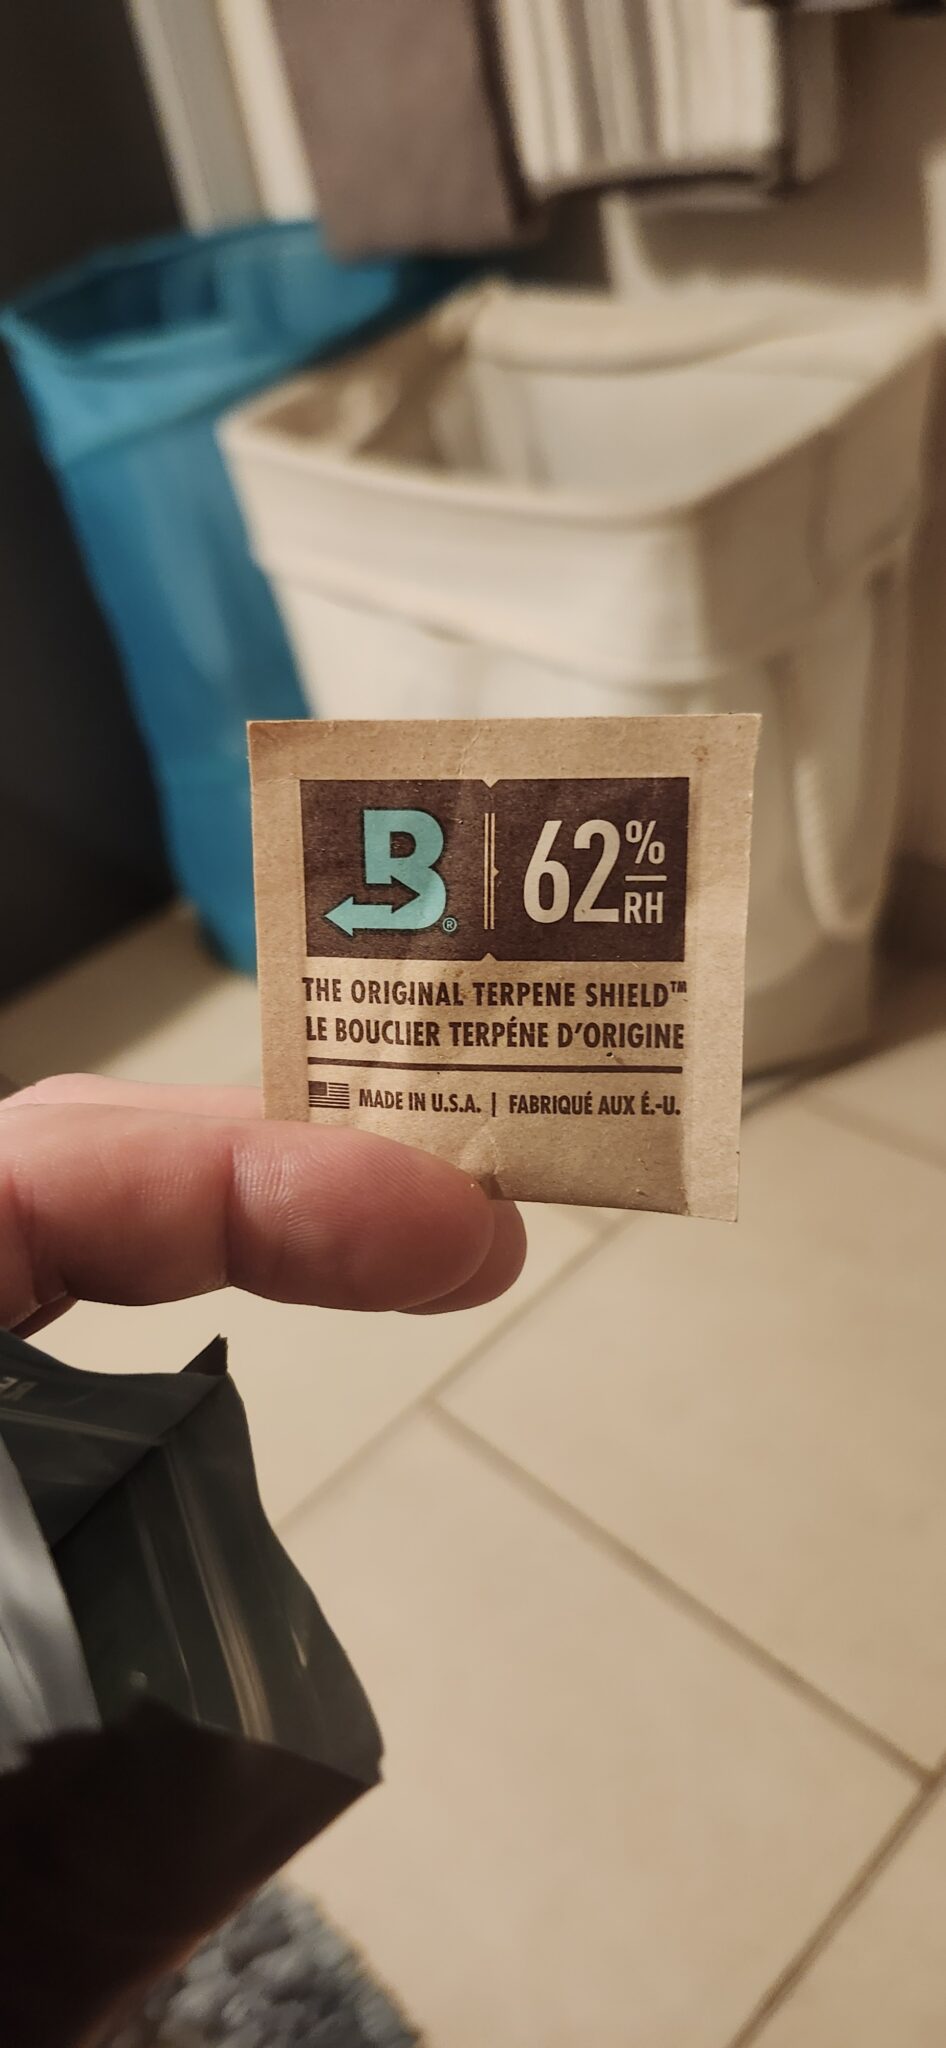 B® 62% RH
THE ORIGINAL TERPENE SHIELD™
LE BOUCLIER TERPÉNE D'ORIGINE
MADE IN U.S.A. | FABRIQUÉ AUX É.-U.